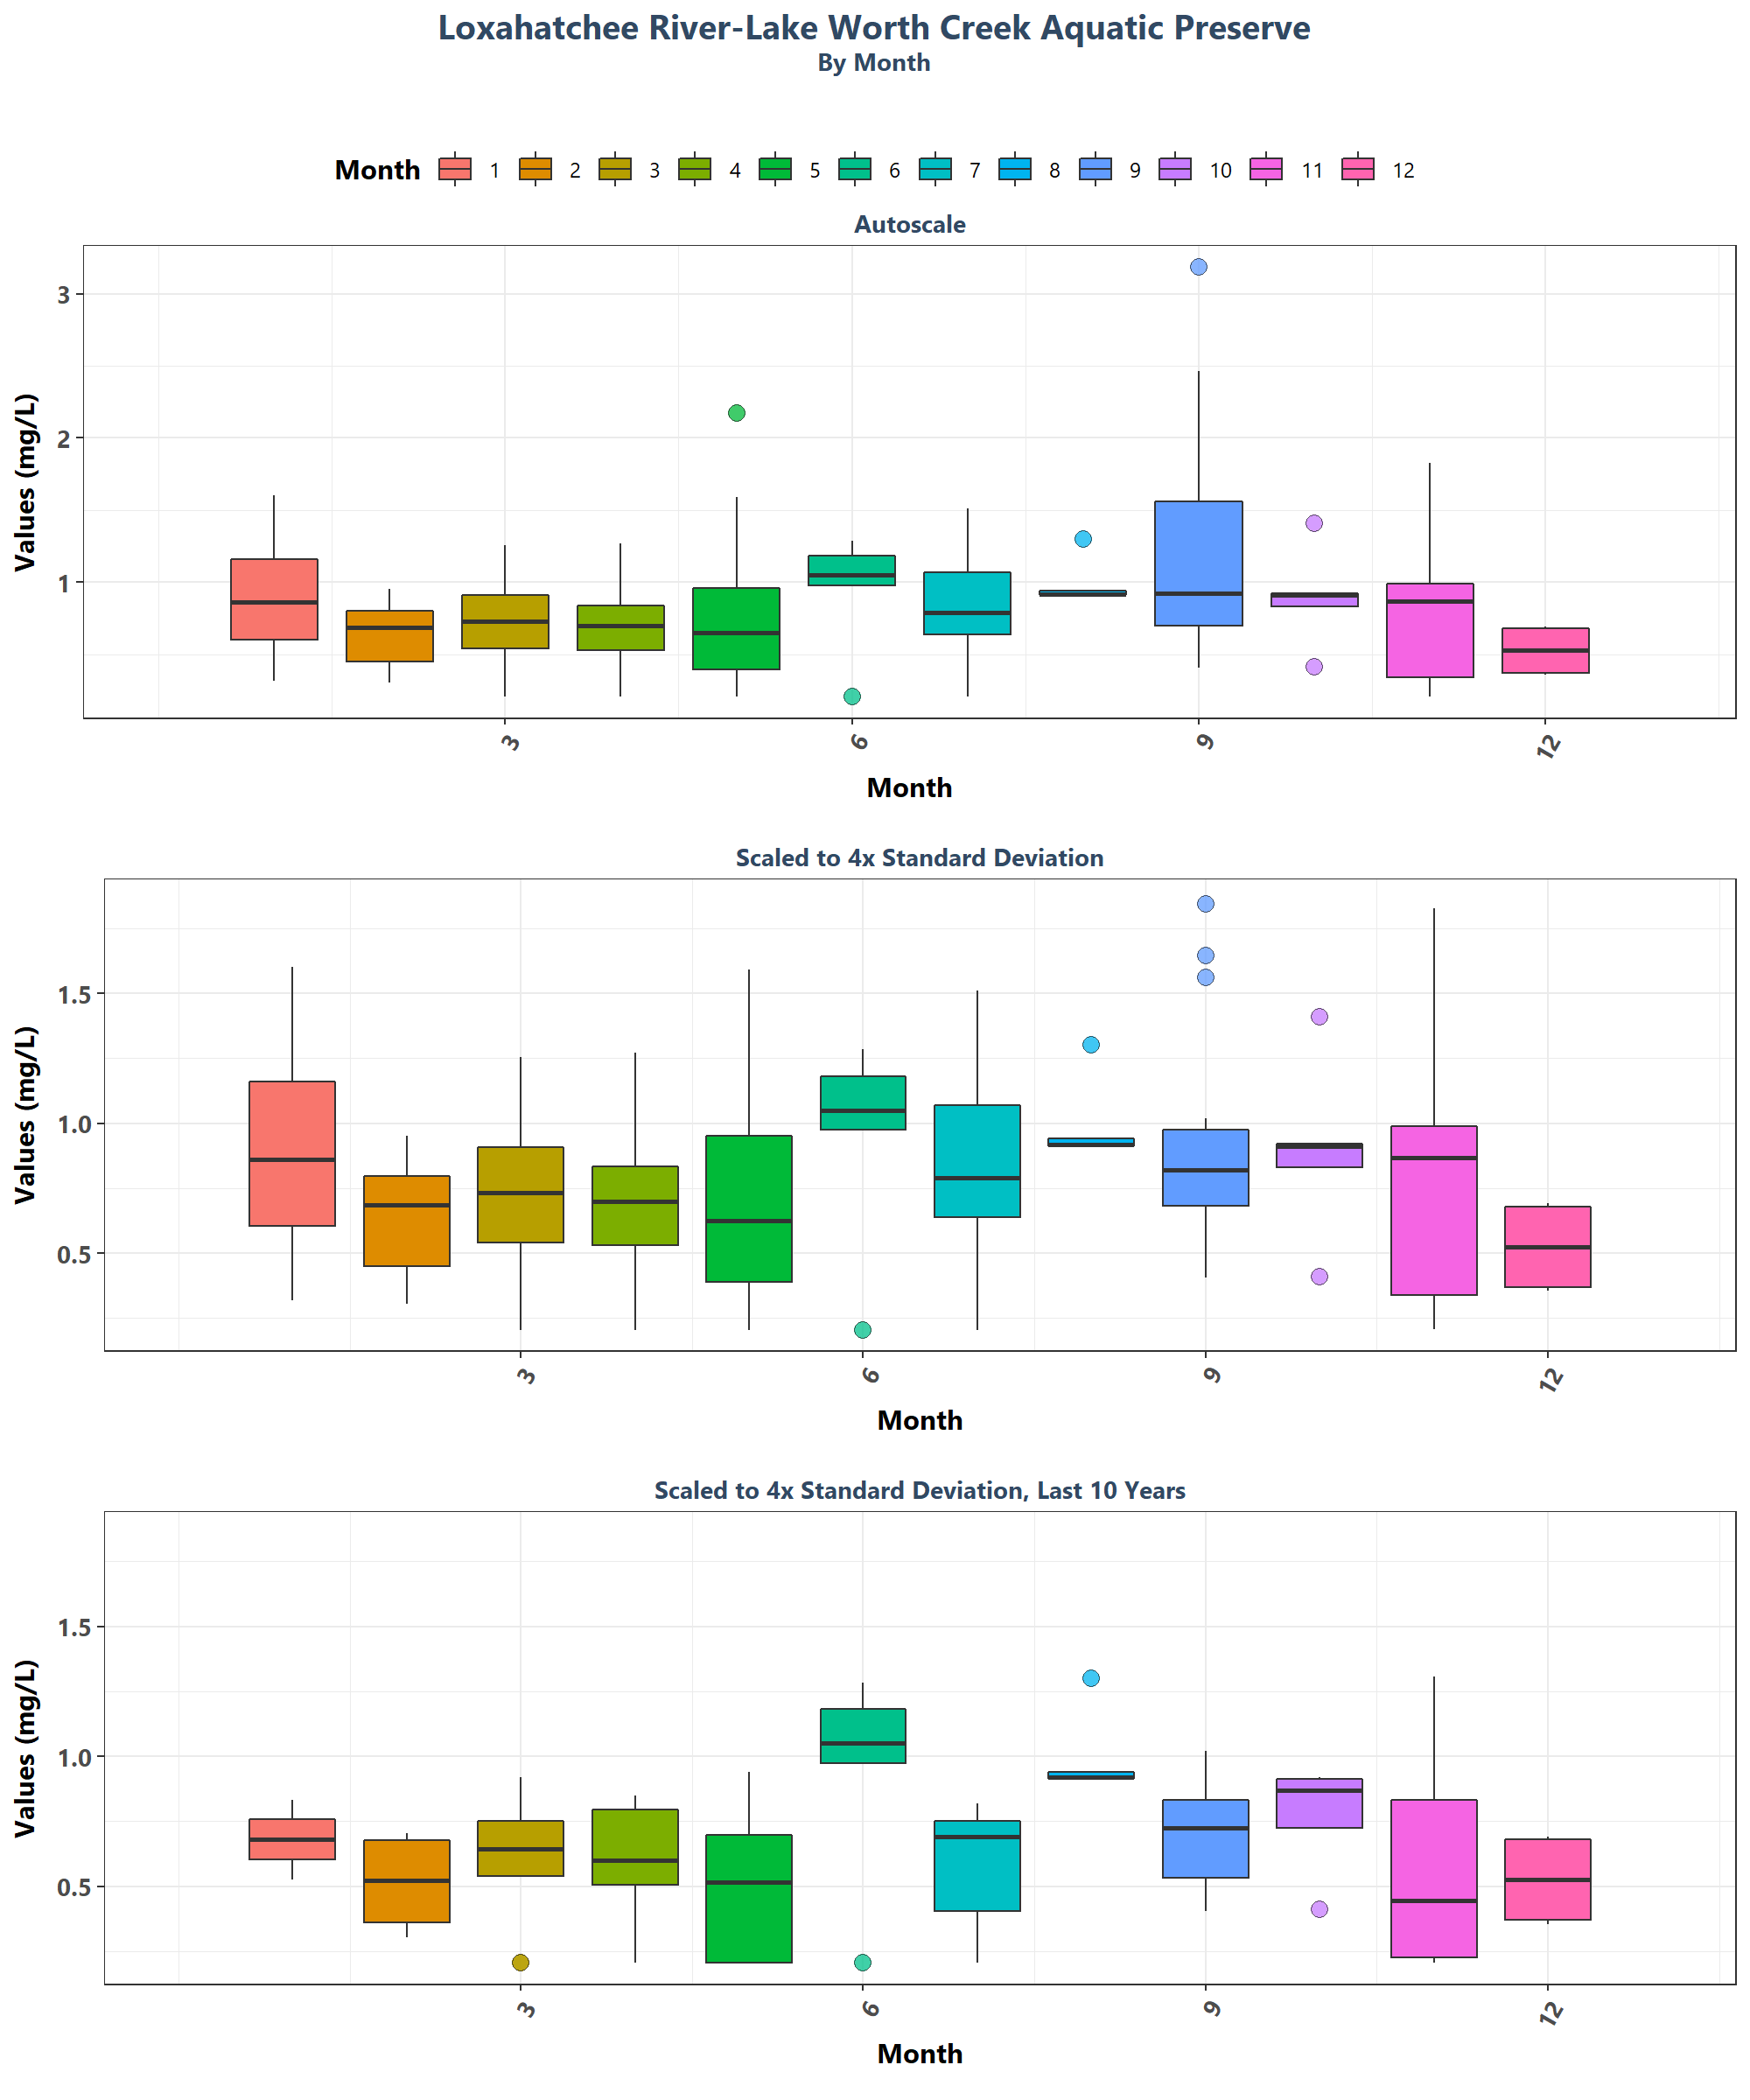 Loxahatchee River-Lake Worth Creek Aquatic Preserve
By Month
Month 1 2 3 4 5 6 7 8 9 10 11 12
Autoscale
Values (mg/L)
3
2
1
3 6 9 12
Month
Scaled to 4x Standard Deviation
Values (mg/L)
1.5
1.0
0.5
3 6 9 12
Month
Scaled to 4x Standard Deviation, Last 10 Years
Values (mg/L)
1.5
1.0
0.5
3 6 9 12
Month